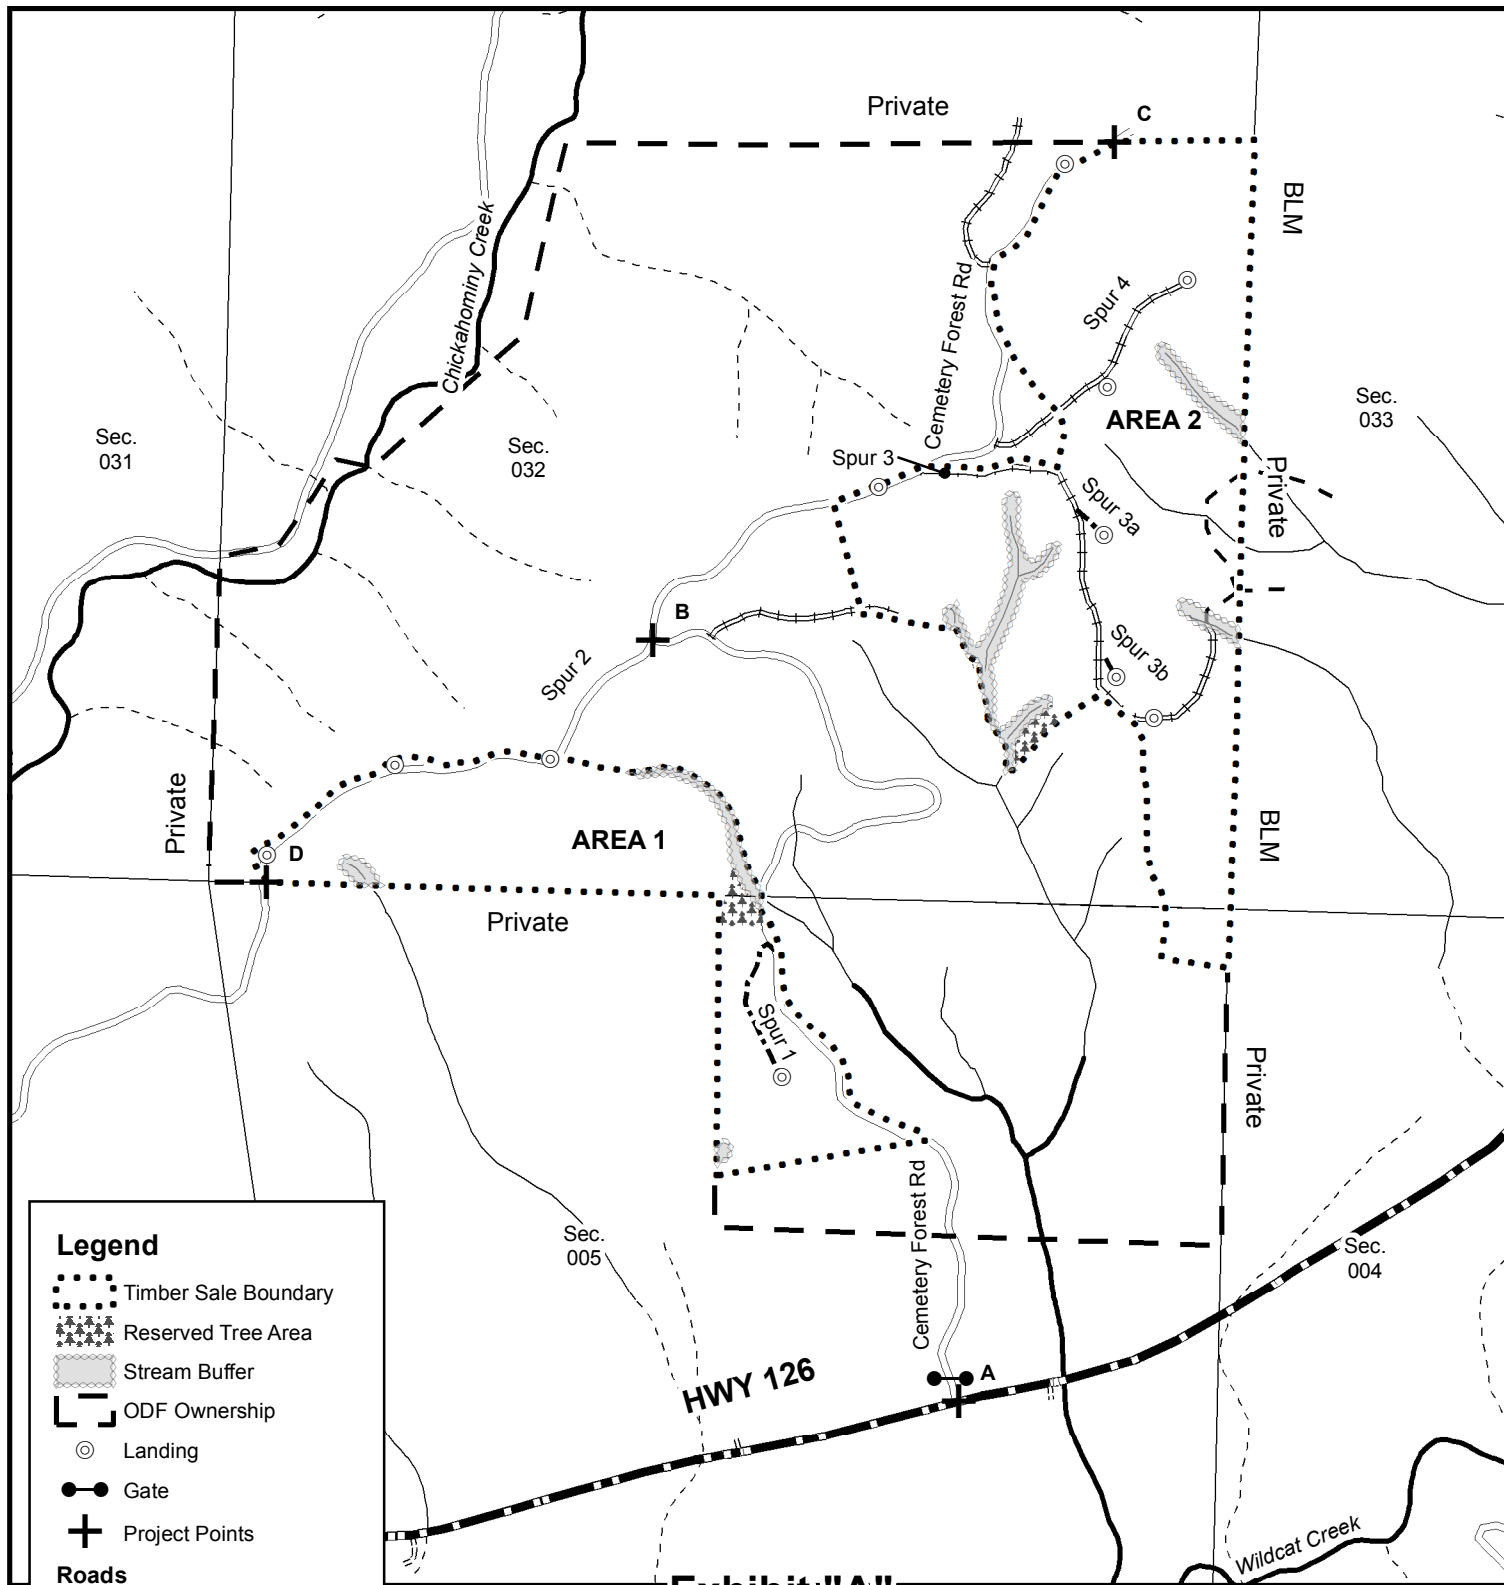 Private
C
BLM
Chickahominy Creek
Cemetery Forest Rd
Spur 4
AREA 2
Sec.
033
Sec.
031
Sec.
032
Spur 3
Spur 3a
Private
B
Spur 2
Spur 3b
Private
AREA 1
BLM
D
Private
Spur 1
Private
Cemetery Forest Rd
Sec.
005
Sec.
004
HWY 126
A
Wildcat Creek
Legend
Timber Sale Boundary
Reserved Tree Area
Stream Buffer
ODF Ownership
Landing
Gate
Project Points
Roads
Exhibit "A"